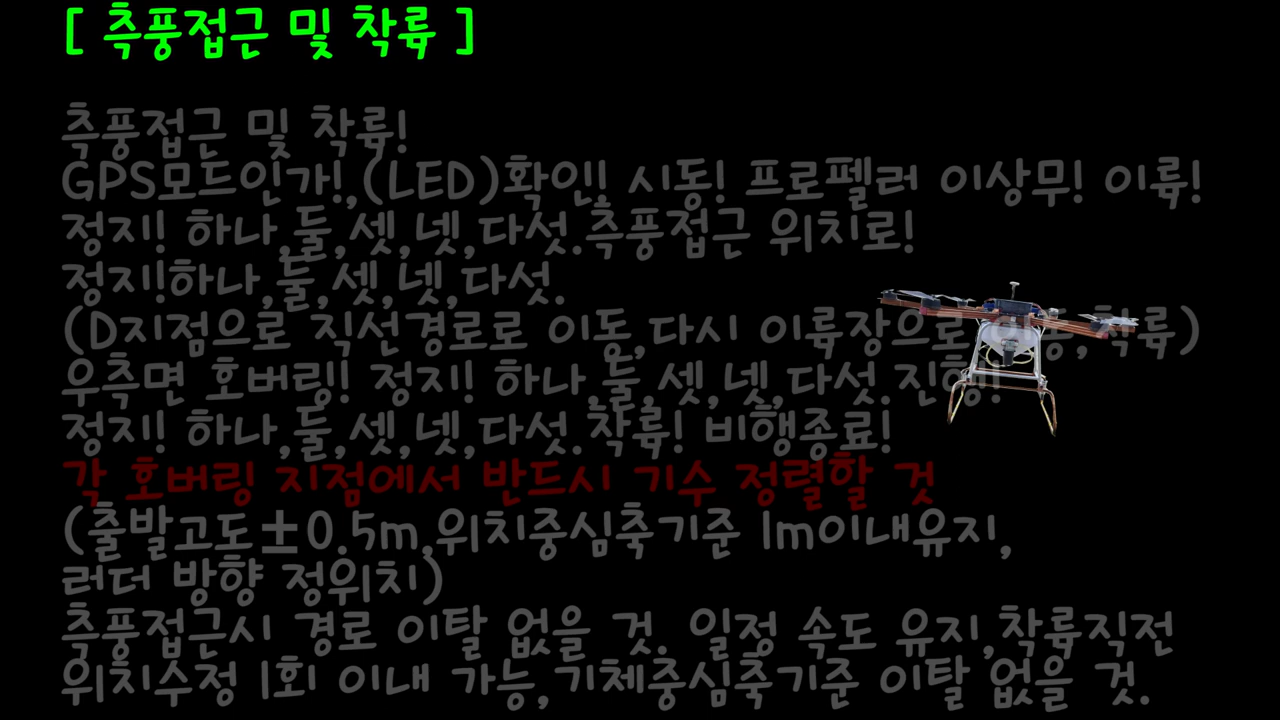 [ 측풍접근 및 착륙 ]
측풍접근 및 착륙!
GPS모드인가!,(LED)확인! 시동! 프로펠러 이상무! 이륙!
정지! 하나,둘,셋,넷,다섯.측풍접근 위치로!
정지!하나,둘,셋,넷,다섯.
(D지점으로 직선경로로 이동,다시 이륙장으로 착륙)
우측면 호버링! 정지! 하나,둘,셋,넷,다섯.진행!
정지! 하나,둘,셋,넷,다섯.착륙! 비행종료!
각 호버링 지점에서 반드시 기수 정렬할 것
(출발고도±0.5m,위치중심축기준 1m이내유지,
러더 방향 정위치)
측풍접근시 경로 이탈 없을 것. 일정 속도 유지,착륙직전
위치수정 1회 이내 가능,기체중심축기준 이탈 없을 것.